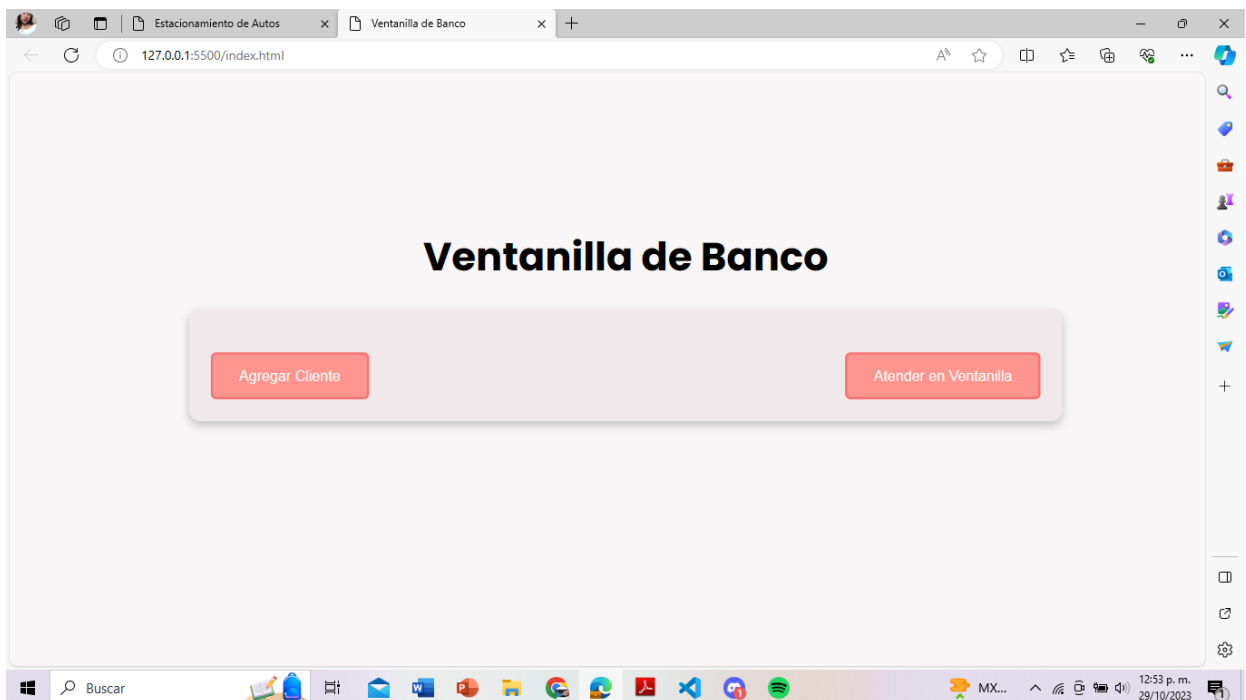 Estacionamiento de Autos
Ventanilla de Banco
127.0.0.1:5500/index.html
Ventanilla de Banco
Agregar Cliente
Atender en Ventanilla
Buscar
MX...
12:53 p. m.
29/10/2023